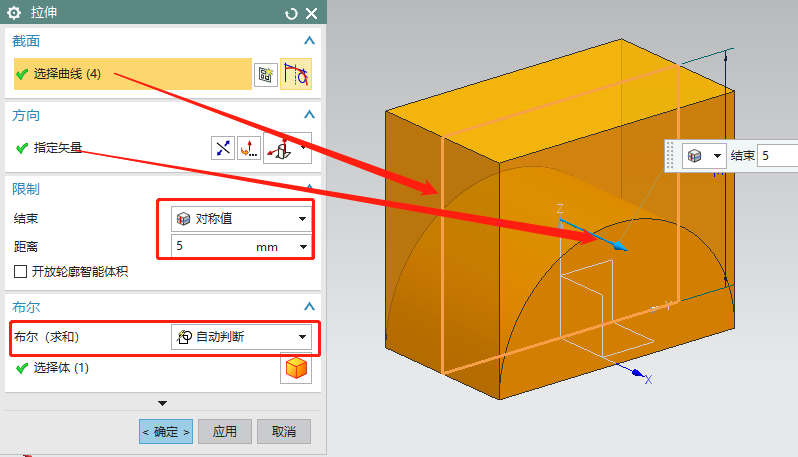 拉伸
截面
选择曲线 (4)
方向
指定矢量
限制
结束
对称值
距离
5
mm
开放轮廓智能体积
布尔
布尔（求和）
自动判断
选择体 (1)
< 确定 >
应用
取消
结束
5
Z
Y
X